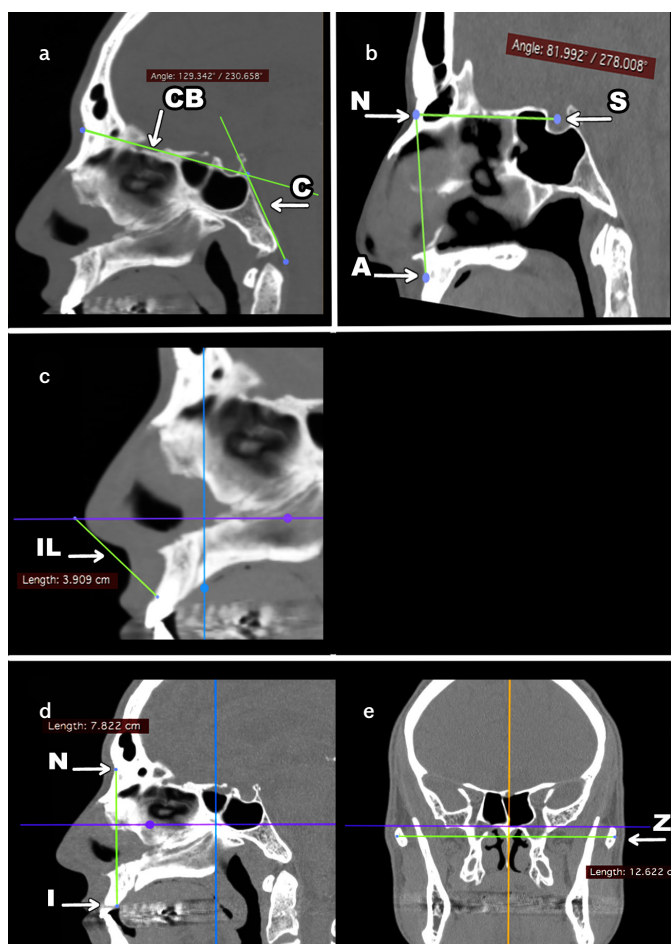 a
Angle: 129.342° / 230.658°
CB
C
b
Angle: 81.992° / 278.008°
N
S
A
c
IL
Length: 3.909 cm
d
Length: 7.822 cm
N
I
e
Z
Length: 12.622 c